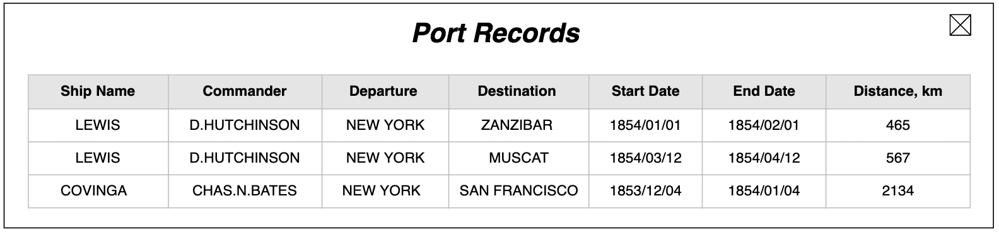 Port Records
Ship Name Commander Departure Destination Start Date End Date Distance, km
LEWIS D.HUTCHINSON NEW YORK ZANZIBAR 1854/01/01 1854/02/01 465
LEWIS D.HUTCHINSON NEW YORK MUSCAT 1854/03/12 1854/04/12 567
COVINGA CHAS.N.BATES NEW YORK SAN FRANCISCO 1853/12/04 1854/01/04 2134